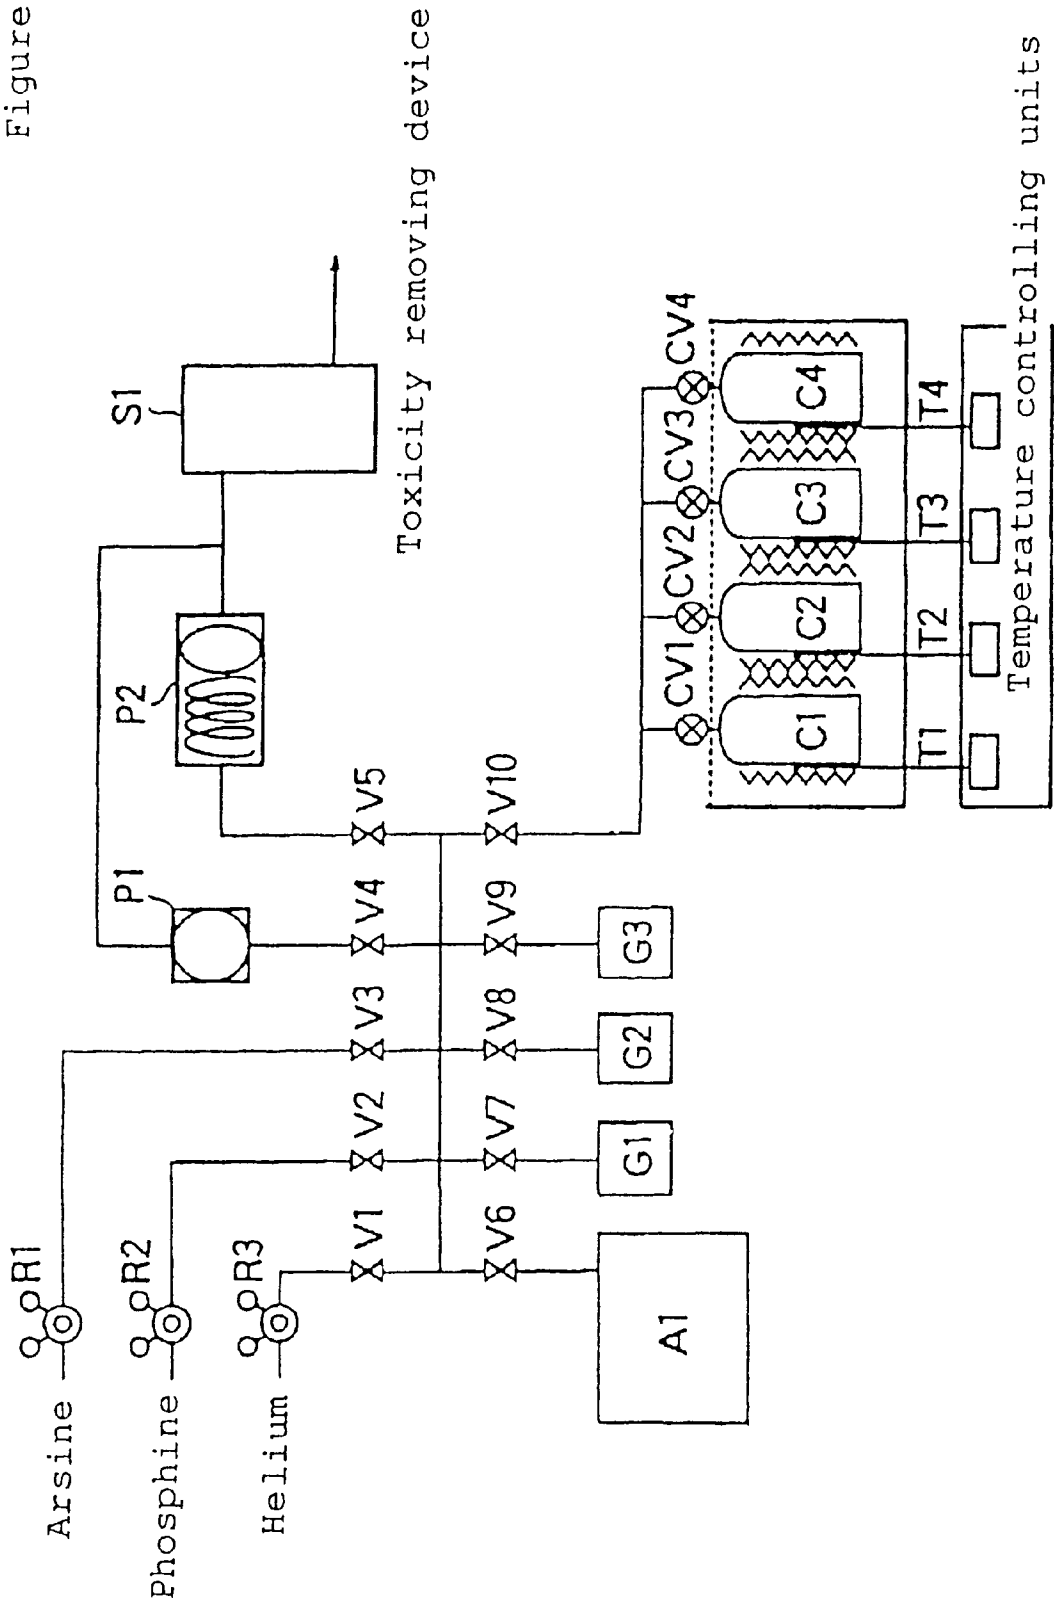 Figure
S1
Toxicity removing device
P2
P1
Arsine
R1
Phosphine
R2
Helium
R3
V1
V2
V3
V4
V5
V6
V7
V8
V9
V10
A1
G1
G2
G3
CV1
CV2
CV3
CV4
C1
C2
C3
C4
T1
T2
T3
T4
Temperature controlling units